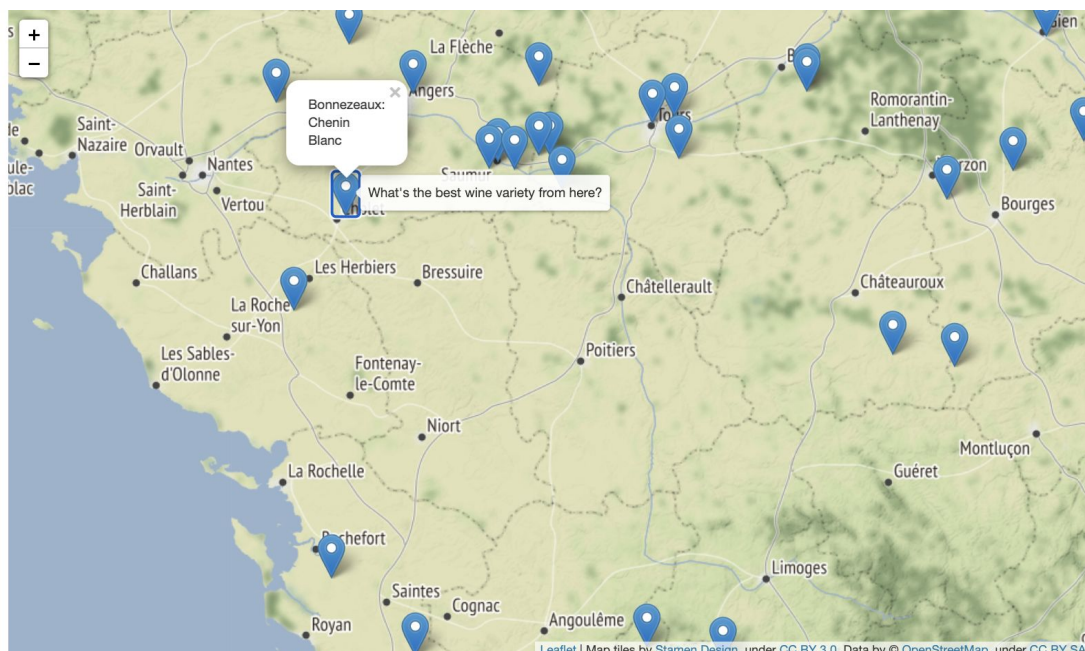 +
−
La Flèche
Angers
Bonnezeaux:
Chenin
Blanc
×
Saint-
Nazaire
Orvault
Nantes
Saint-
Herblain
Vertou
Saumur
Tours
Romorantin-
Lanthenay
Bourges
What's the best wine variety from here?
Challans
Les Herbiers
Bressuire
Châtellerault
Châteauroux
La Roche
sur-Yon
Les Sables-
d'Olonne
Fontenay-
le-Comte
Poitiers
Niort
Montluçon
La Rochelle
Guéret
Rochefort
Limoges
Saintes
Cognac
Angoulême
Royan
Leaflet | Map tiles by Stamen Design, under CC BY 3.0. Data by © OpenStreetMap, under CC BY SA